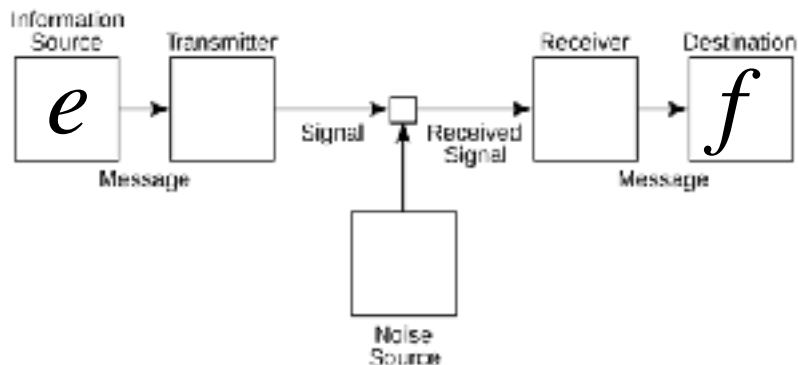 Information
Source
Transmitter
Receiver
Destination
e
f
Signal
Received
Signal
Message
Message
Noise
Source